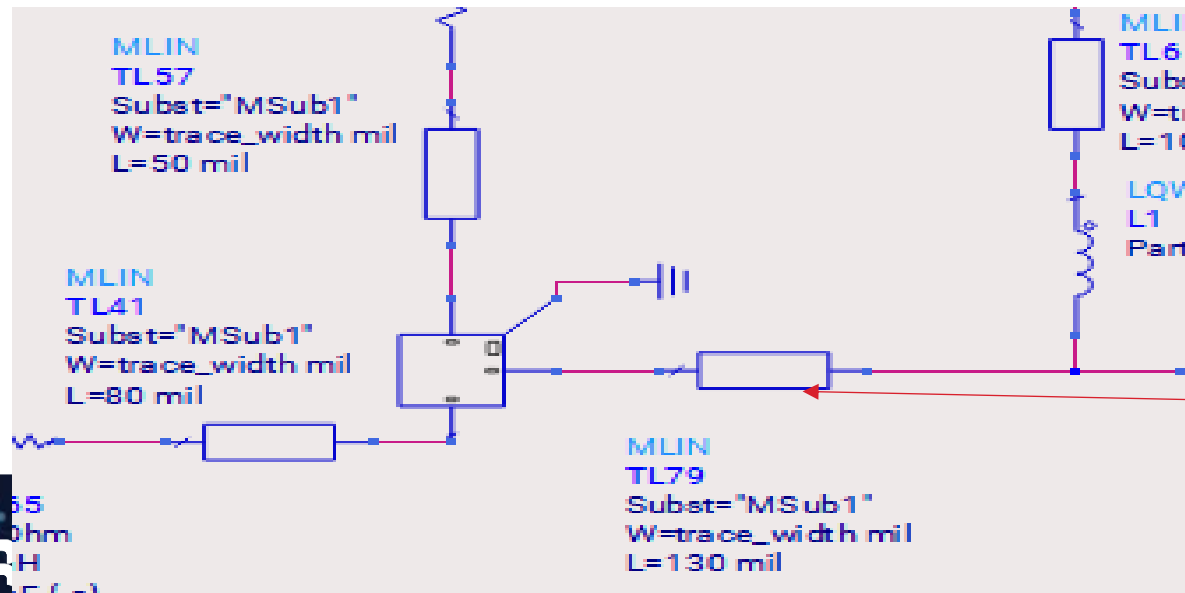 MLIN
TL57
Subst="MSub1"
W=trace_width mil
L=50 mil
MLIN
TL41
Subst="MSub1"
W=trace_width mil
L=80 mil
MLIN
TL79
Subst="MSub1"
W=trace_width mil
L=130 mil
L1